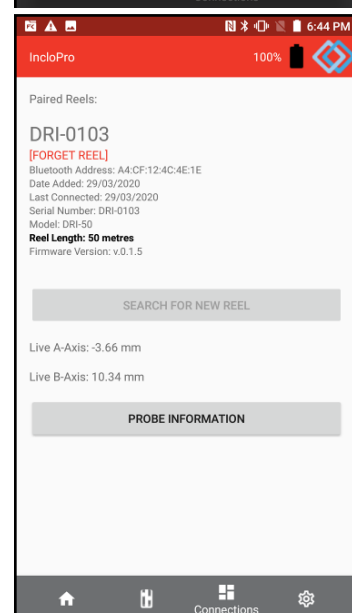 6:44 PM
IncloPro
100%
Paired Reels:
DRI-0103
[FORGET REEL]
Bluetooth Address: A4:CF:12:4C:4E:1E
Date Added: 29/03/2020
Last Connected: 29/03/2020
Serial Number: DRI-0103
Model: DRI-50
Reel Length: 50 metres
Firmware Version: v.0.1.5
SEARCH FOR NEW REEL
Live A-Axis: -3.66 mm
Live B-Axis: 10.34 mm
PROBE INFORMATION
Connections